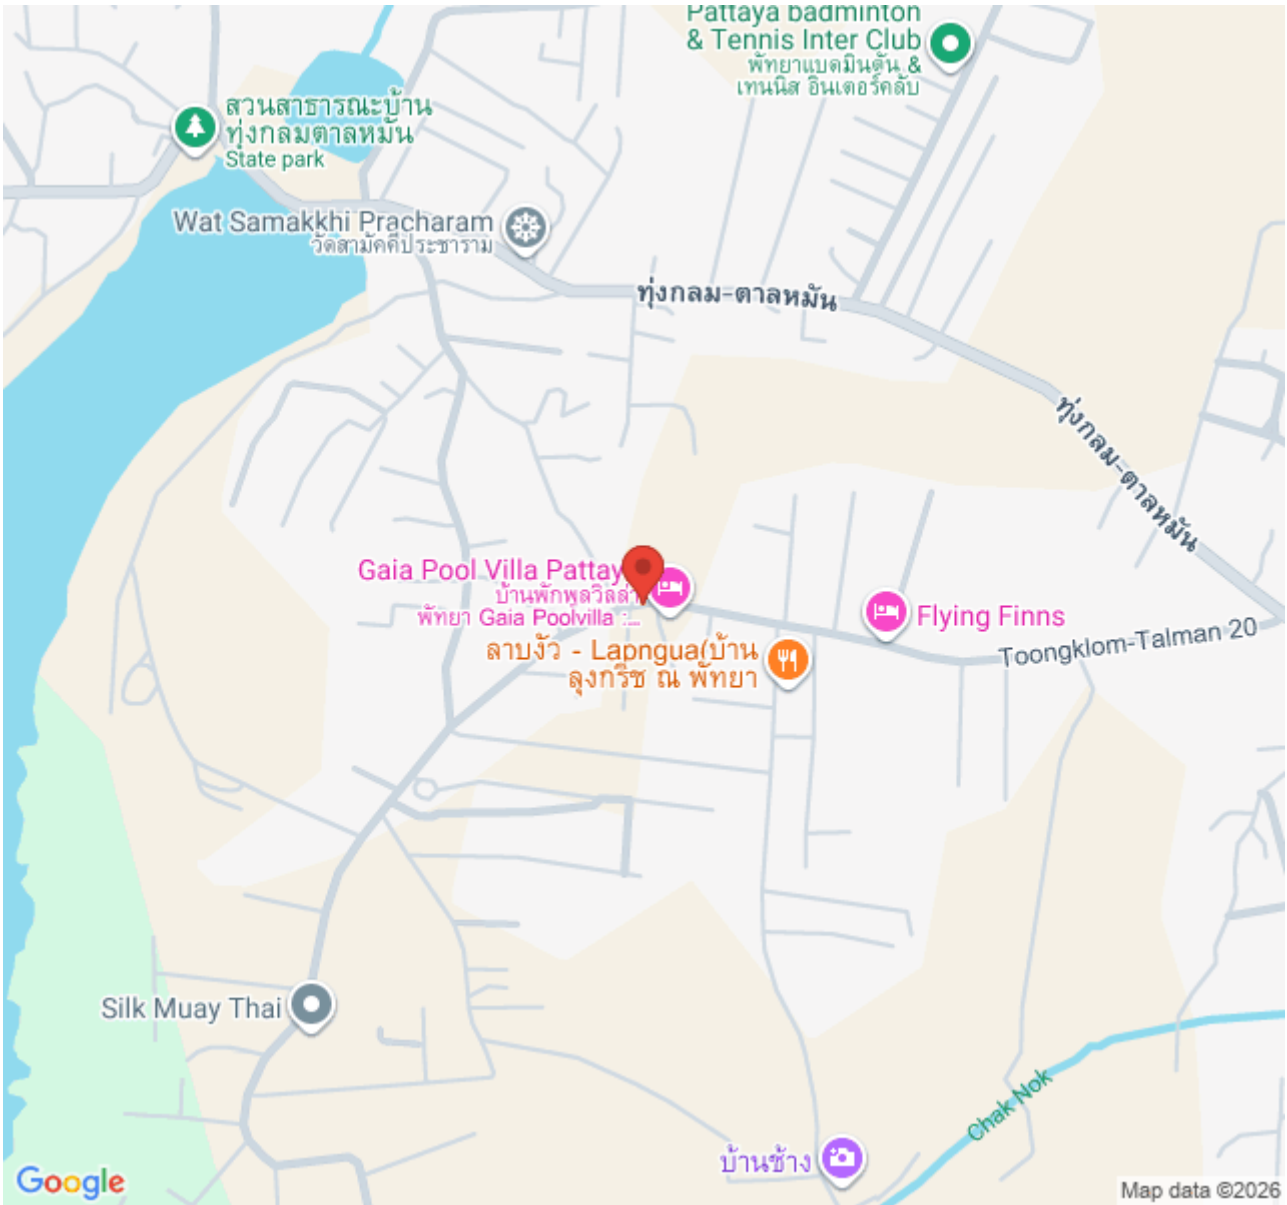 Pattaya badminton
& Tennis Inter Club
พัทยาแบดมินตัน &
เทนนิส อินเตอร์คลับ
สวนสาธารณะบ้าน
ทุ่งกลมตาลหมัน
State park
Wat Samakkhi Pracharam
วัดสามัคคีประชาราม
ทุ่งกลม-ตาลหมัน
ทุ่งกลม-ตาลหมัน
Gaia Pool Villa Pattay
บ้านพักพูลวิลล่า
พัทยา Gaia Poolvilla :...
Flying Finns
Toongklom-Talman 20
ลาบงัว - Lapngua(บ้าน
ลุงกริช ณ พัทยา
Silk Muay Thai
Chak Nok
บ้านช้าง
Google
Map data ©2026